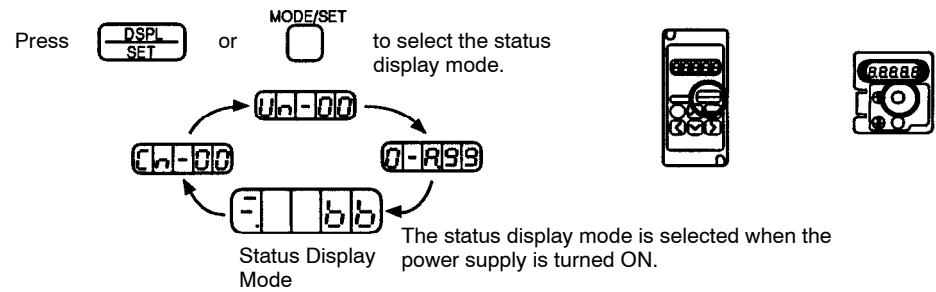 MODE/SET
Press DSPL SET or to select the status
display mode.
Un-00
Cn-00
0-A99
bb
Status Display
Mode
The status display mode is selected when the
power supply is turned ON.